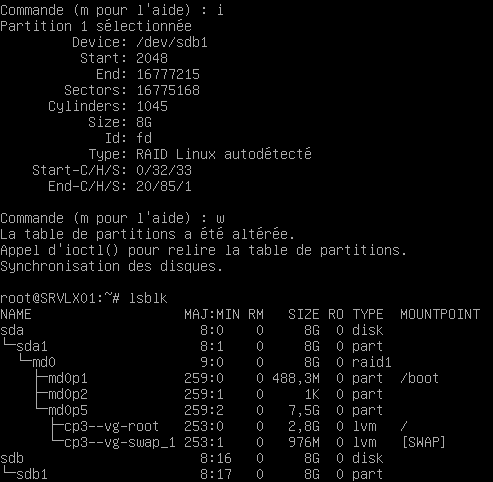 Commande (m pour l'aide) : i
Partition 1 sélectionnée
         Device: /dev/sdb1
          Start: 2048
            End: 16777215
        Sectors: 16775168
      Cylinders: 1045
           Size: 8G
             Id: fd
           Type: RAID Linux autodétecté
    Start-C/H/S: 0/32/33
      End-C/H/S: 20/85/1

Commande (m pour l'aide) : w
La table de partitions a été altérée.
Appel d'ioctl() pour relire la table de partitions.
Synchronisation des disques.

root@SRVLX01:~# lsblk
NAME                   MAJ:MIN RM   SIZE RO TYPE  MOUNTPOINT
sda                      8:0    0     8G  0 disk
└─sda1                   8:1    0     8G  0 part
  └─md0                  9:0    0     8G  0 raid1
    ├─md0p1            259:0    0 488,3M  0 part  /boot
    ├─md0p2            259:1    0     1K  0 part
    └─md0p5            259:2    0   7,5G  0 part
      ├─cp3--vg-root   253:0    0   2,8G  0 lvm   /
      └─cp3--vg-swap_1 253:1    0   976M  0 lvm   [SWAP]
sdb                      8:16   0     8G  0 disk
└─sdb1                   8:17   0     8G  0 part